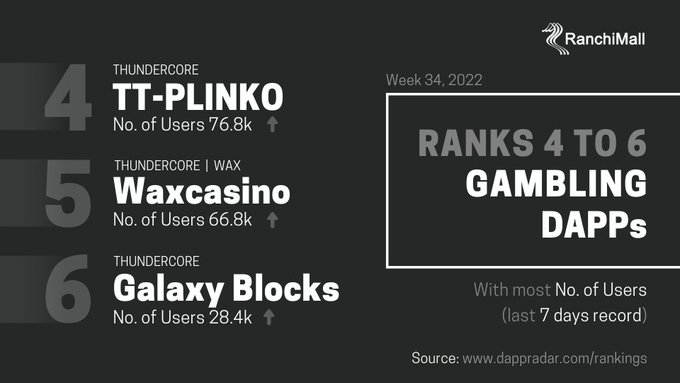 RanchiMall
Week 34, 2022
RANKS 4 TO 6
GAMBLING
DAPPs
4
THUNDERCORE
TT-PLINKO
No. of Users 76.8k
5
THUNDERCORE | WAX
Waxcasino
No. of Users 66.8k
6
THUNDERCORE
Galaxy Blocks
No. of Users 28.4k
With most No. of Users
(last 7 days record)
Source: www.dappradar.com/rankings